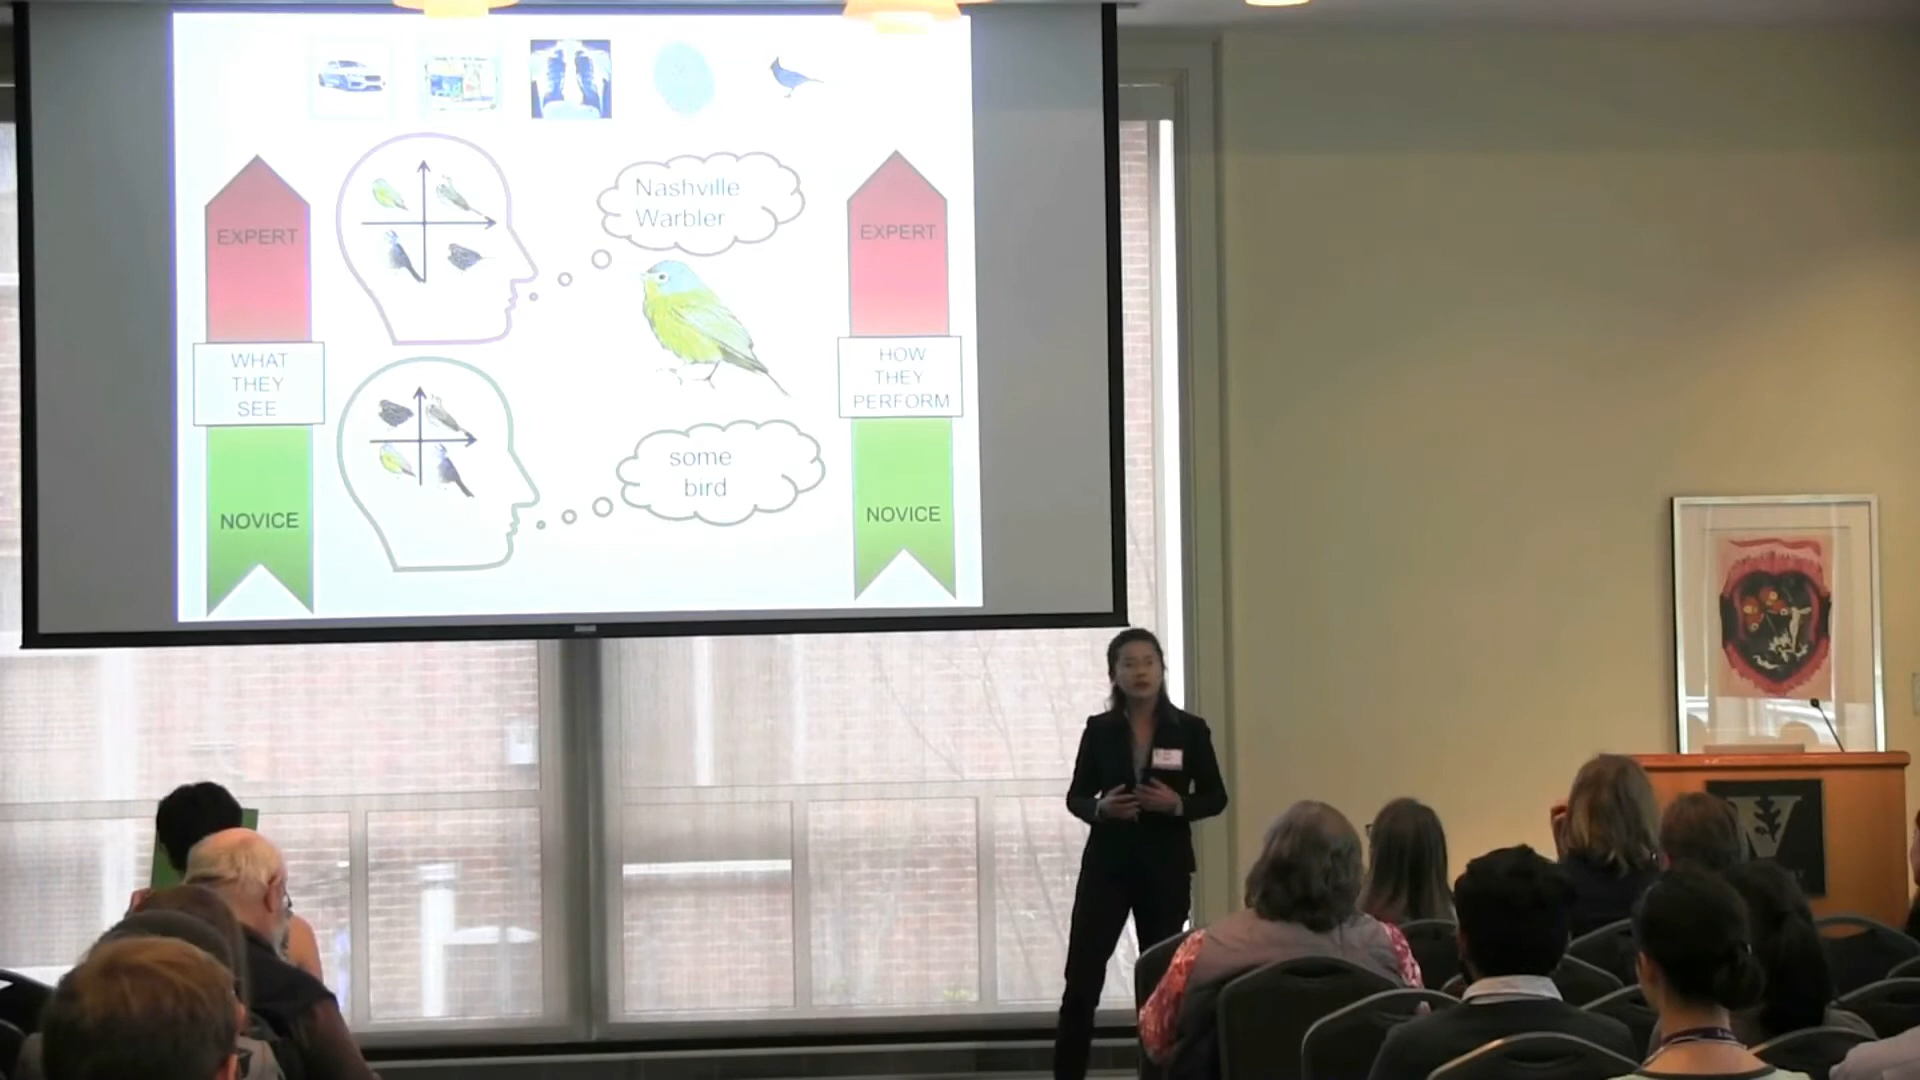 Nashville
Warbler
EXPERT
EXPERT
WHAT
THEY
SEE
HOW
THEY
PERFORM
some
bird
NOVICE
NOVICE